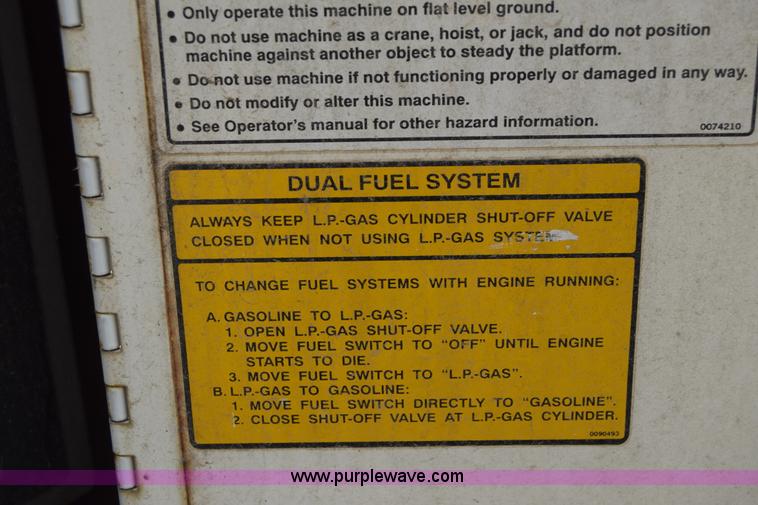 • Only operate this machine on flat level ground.
• Do not use machine as a crane, hoist, or jack, and do not position
machine against another object to steady the platform.
• Do not use machine if not functioning properly or damaged in any way.
• Do not modify or alter this machine.
• See Operator's manual for other hazard information.
0074210
DUAL FUEL SYSTEM
ALWAYS KEEP L.P.-GAS CYLINDER SHUT-OFF VALVE
CLOSED WHEN NOT USING L.P.-GAS SYSTEM
TO CHANGE FUEL SYSTEMS WITH ENGINE RUNNING:
A. GASOLINE TO L.P.-GAS:
1. OPEN L.P.-GAS SHUT-OFF VALVE.
2. MOVE FUEL SWITCH TO "OFF" UNTIL ENGINE
STARTS TO DIE.
3. MOVE FUEL SWITCH TO "L.P.-GAS".
B. L.P.-GAS TO GASOLINE:
1. MOVE FUEL SWITCH DIRECTLY TO "GASOLINE".
2. CLOSE SHUT-OFF VALVE AT L.P.-GAS CYLINDER.
0090493
www.purplewave.com